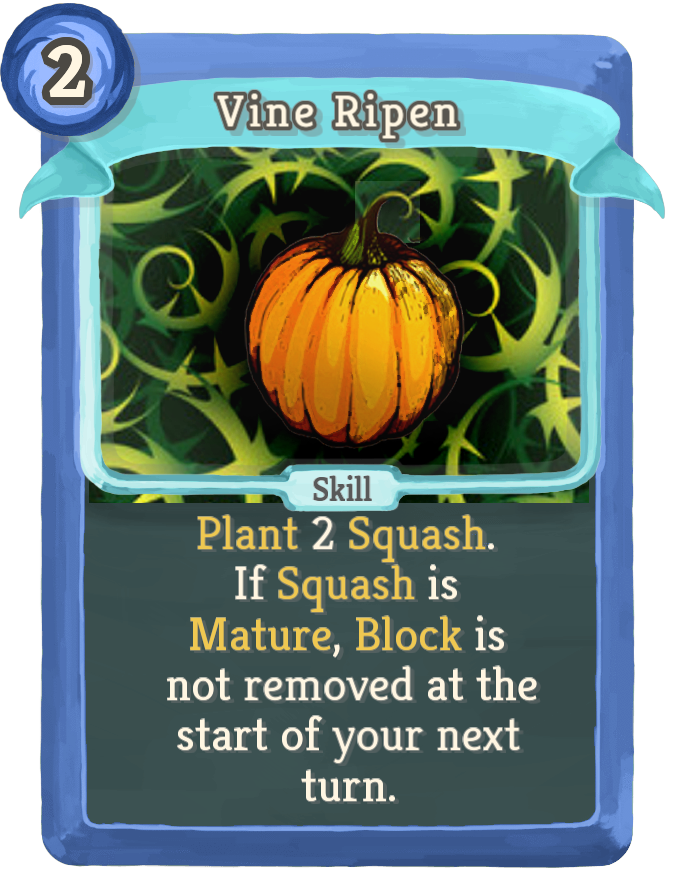 2
Vine Ripen
Skill
Plant 2 Squash.
If Squash is
Mature, Block is
not removed at the
start of your next
turn.